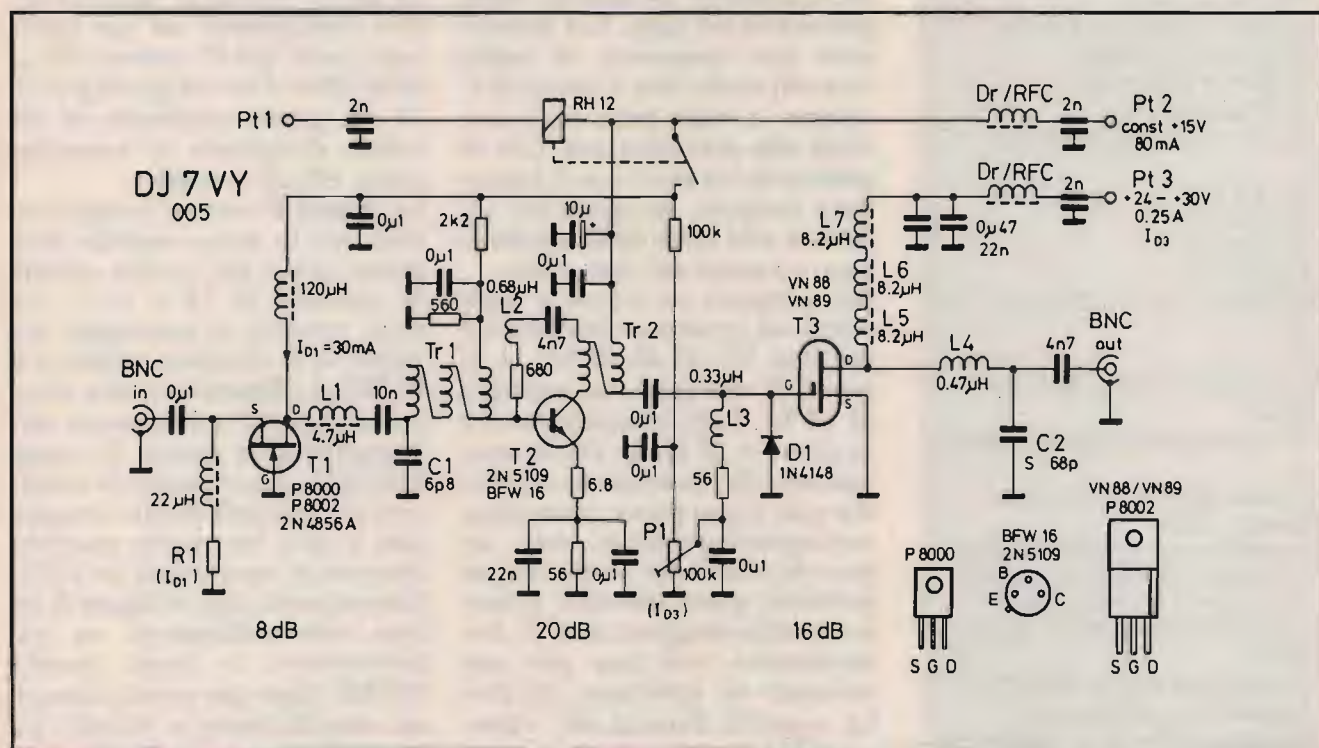 Pt 1
2n
RH 12
Dr/RFC
2n
Pt 2
const +15V
80mA
DJ 7 VY
005
Dr/RFC
2n
Pt 3
+24 – +30V
0.25 A
I D3
0µ1
2k2
10µ
+
100k
L7
8.2µH
0µ47
22n
120µH
0µ1
0.68µH
0µ1
VN 88
VN 89
L6
8.2µH
560
L2
4n7
Tr 2
T3
L5
8.2µH
I D1 = 30mA
Tr 1
BNC
in
0µ1
L1
10n
680
0.33µH
D
G
S
L4
0.47µH
4n7
BNC
out
S
D
4.7µH
G
T1
P 8000
P 8002
2N 4856 A
C1
6p8
T2
2N 5109
BFW 16
0µ1
0µ1
L3
D1
1N4148
S
C2
68p
22µH
6.8
56
VN 88 / VN 89
P 8002
R1
(I D1)
22n
56
0µ1
P1
100k
(I D3)
0u1
P 8000
BFW 16
2N 5109
B
E
C
8 dB
20 dB
16 dB
S G D
S G D